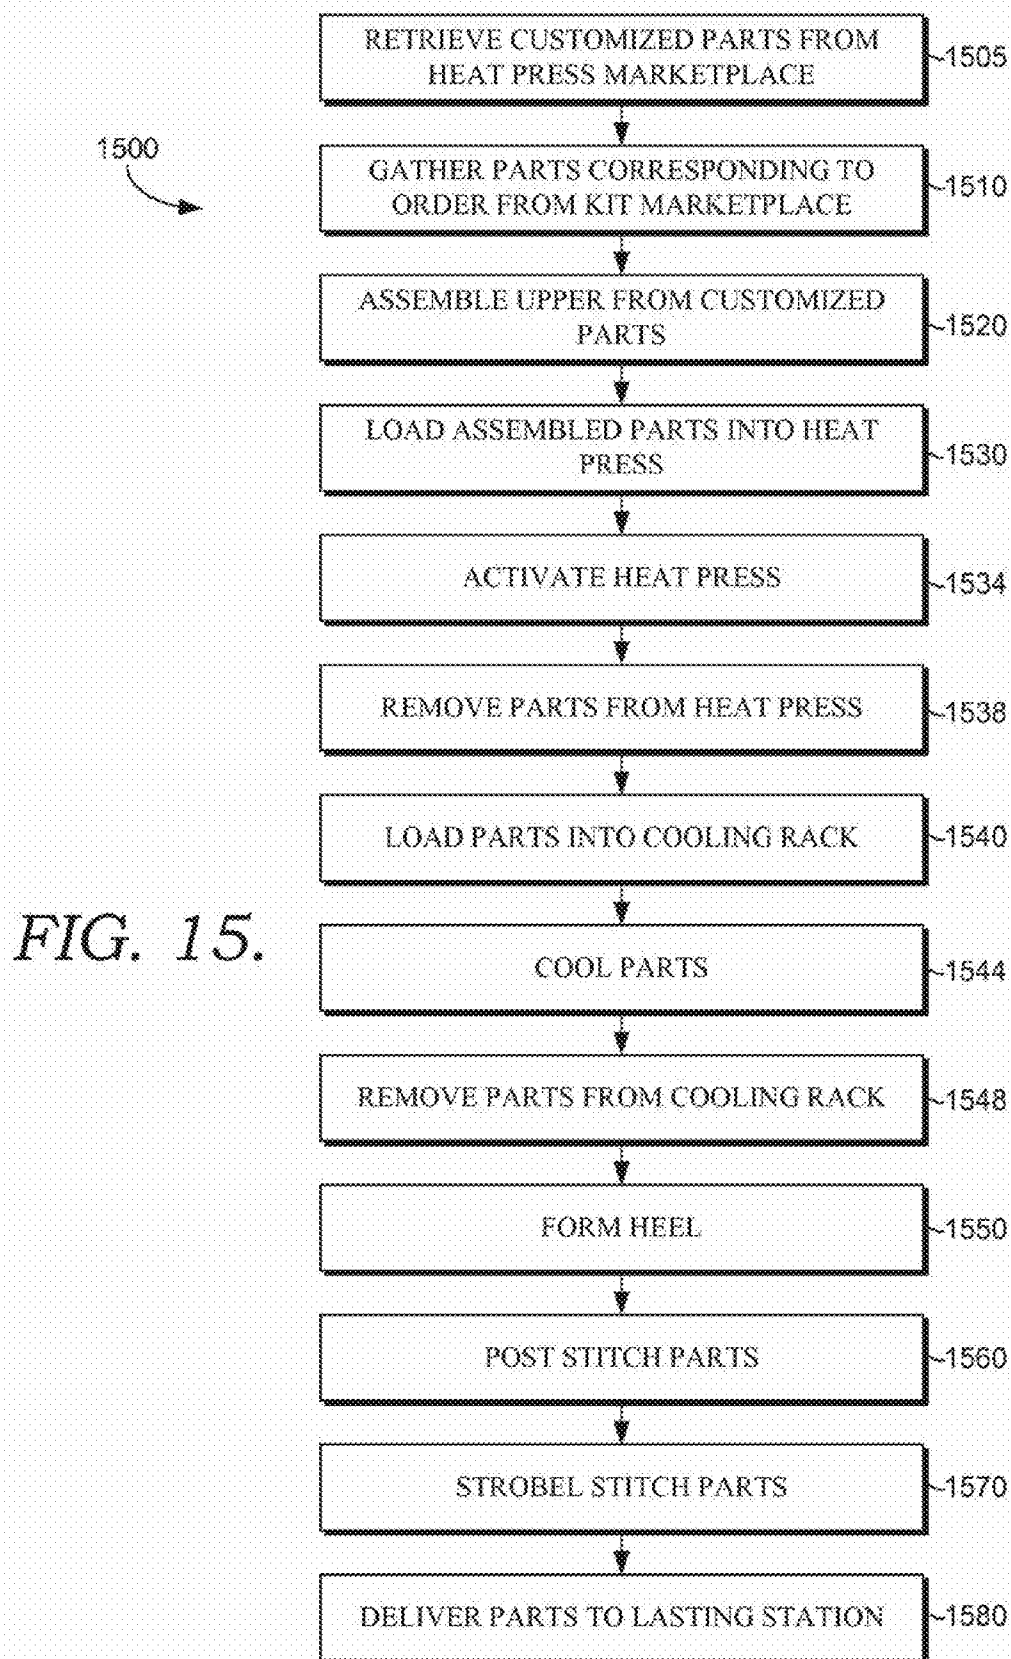 RETRIEVE CUSTOMIZED PARTS FROM
HEAT PRESS MARKETPLACE
1505
1500
GATHER PARTS CORRESPONDING TO
ORDER FROM KIT MARKETPLACE
1510
ASSEMBLE UPPER FROM CUSTOMIZED
PARTS
1520
LOAD ASSEMBLED PARTS INTO HEAT
PRESS
1530
ACTIVATE HEAT PRESS
1534
REMOVE PARTS FROM HEAT PRESS
1538
LOAD PARTS INTO COOLING RACK
1540
FIG. 15.
COOL PARTS
1544
REMOVE PARTS FROM COOLING RACK
1548
FORM HEEL
1550
POST STITCH PARTS
1560
STROBEL STITCH PARTS
1570
DELIVER PARTS TO LASTING STATION
1580